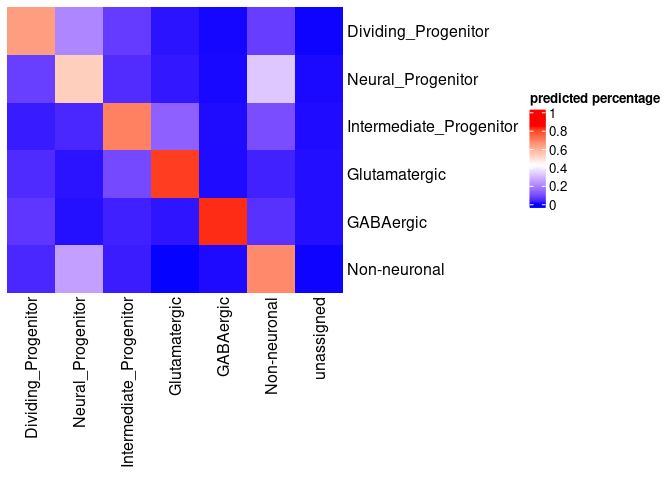 Dividing_Progenitor
Neural_Progenitor
Intermediate_Progenitor
Glutamatergic
GABAergic
Non-neuronal
predicted percentage
1
0.8
0.6
0.4
0.2
0
Dividing_Progenitor
Neural_Progenitor
Intermediate_Progenitor
Glutamatergic
GABAergic
Non-neuronal
unassigned